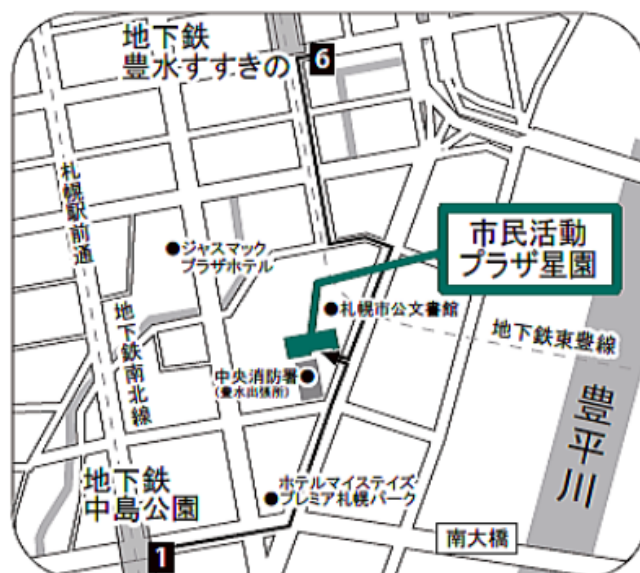 地下鉄
豊水すすきの
6
札幌駅前通
●ジャスマック
プラザホテル
市民活動
プラザ星園
●札幌市公文書館
地下鉄東豊線
地下鉄南北線
中央消防署●
(豊水出張所)
豊平川
地下鉄
中島公園
ホテルマイステイズ
●プレミア札幌パーク
1
南大橋